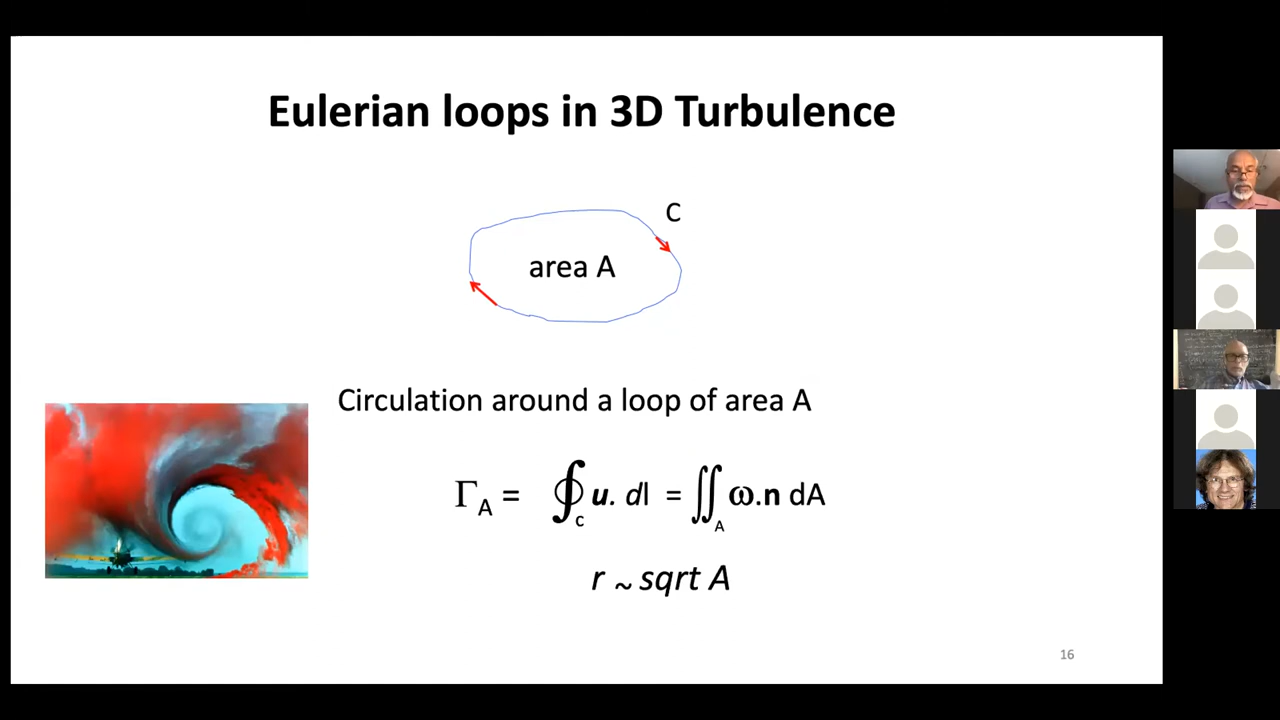 Eulerian loops in 3D Turbulence
C
area A
Circulation around a loop of area A
Γ_A = ∮_c u. dl = ∬_A ω.n dA
r ~ sqrt A
16